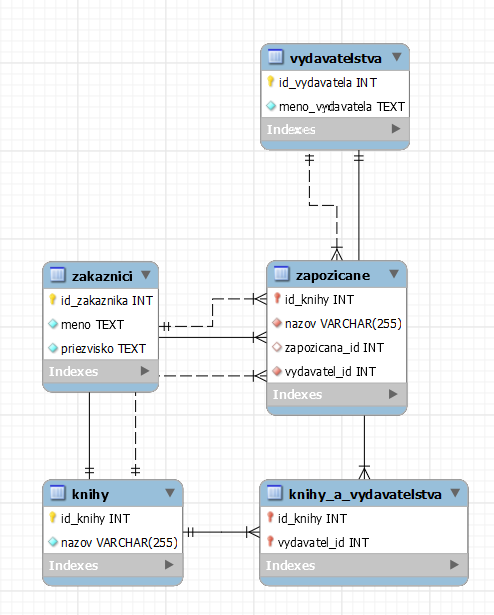 vydavatelstva
id_vydavatela INT
meno_vydavatela TEXT
Indexes
zakaznici
id_zakaznika INT
meno TEXT
priezvisko TEXT
Indexes
zapozicane
id_knihy INT
nazov VARCHAR(255)
zapozicana_id INT
vydavatel_id INT
Indexes
knihy
id_knihy INT
nazov VARCHAR(255)
Indexes
knihy_a_vydavatelstva
id_knihy INT
vydavatel_id INT
Indexes